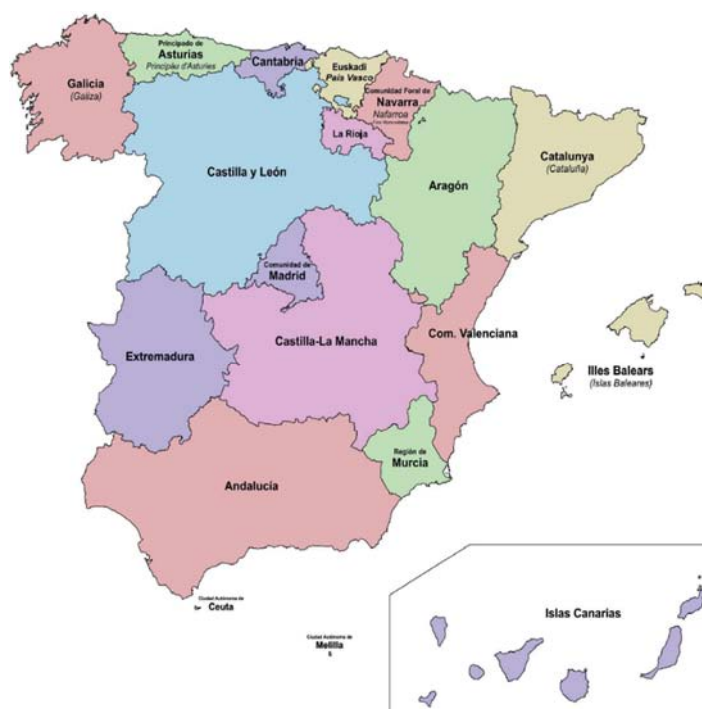 Principado de
Asturias
Principáu d'Asturies
Cantabria
Euskadi
País Vasco
Galicia
(Galiza)
Comunidad Foral de
Navarra
Nafarroa
La Rioja
Catalunya
(Cataluña)
Castilla y León
Aragón
Comunidad de
Madrid
Com. Valenciana
Castilla-La Mancha
Extremadura
Illes Balears
(Islas Baleares)
Región de
Murcia
Andalucía
Ciudad Autónoma de
Ceuta
Islas Canarias
Ciudad Autónoma de
Melilla